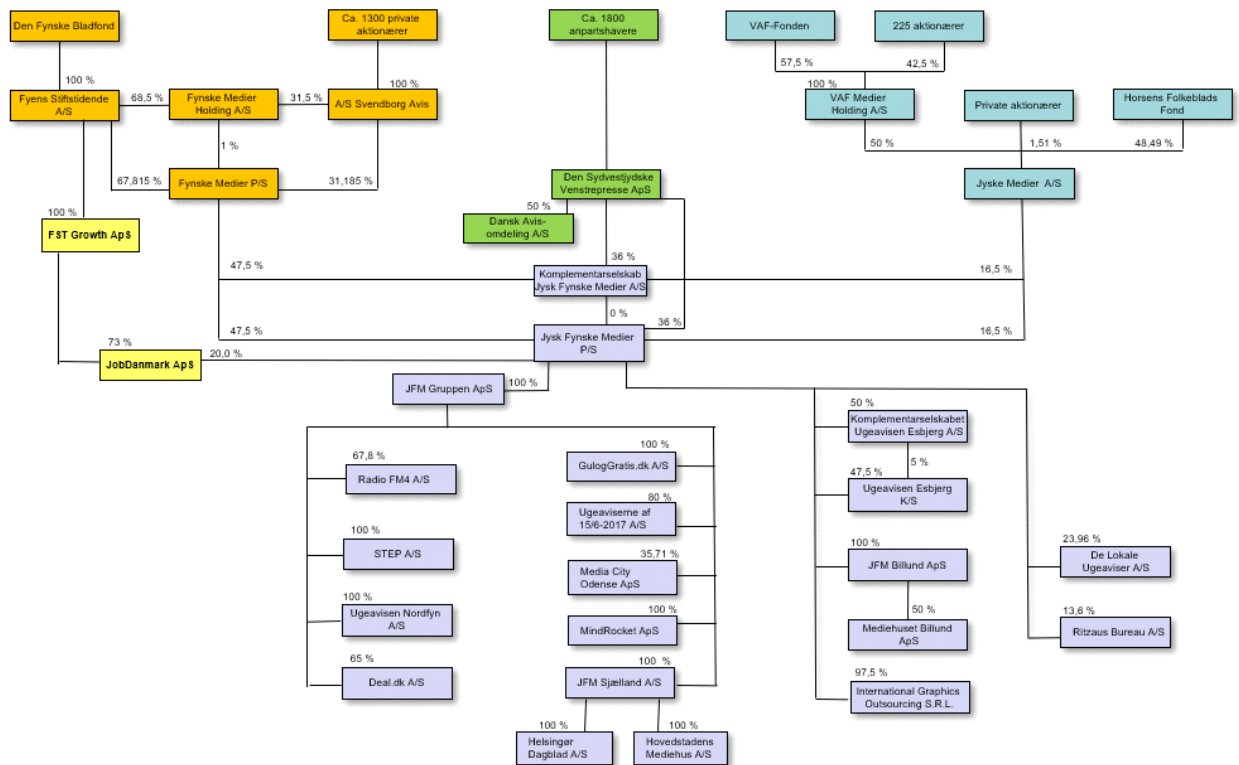 Den Fynske Bladfond
Ca. 1300 private
aktionærer
Ca. 1800
anpartshavere
VAF-Fonden
225 aktionærer
100 %
100 %
57,5 %
42,5 %
100 %
Fyens Stiftstidende
A/S
68,5 %
Fynske Medier
Holding A/S
31,5 %
A/S Svendborg Avis
VAF Medier
Holding A/S
Private aktionærer
Horsens Folkeblads
Fond
1 %
50 %
1,51 %
48,49 %
67,815 %
Fynske Medier P/S
31,185 %
Den Sydvestjydske
Venstrepresse ApS
Jyske Medier A/S
100 %
50 %
FST Growth ApS
Dansk Avis-
omdeling A/S
36 %
47,5 %
Komplementarselskab
Jysk Fynske Medier A/S
16,5 %
0 %
47,5 %
Jysk Fynske Medier
P/S
36 %
16,5 %
73 %
JobDanmark ApS
20,0 %
JFM Gruppen ApS
100 %
50 %
Komplementarselskabet
Ugeavisen Esbjerg A/S
67,8 %
Radio FM4 A/S
100 %
GulogGratis.dk A/S
5 %
47,5 %
Ugeavisen Esbjerg
K/S
80 %
Ugeaviserne af
15/6-2017 A/S
100 %
STEP A/S
35,71 %
Media City
Odense ApS
100 %
JFM Billund ApS
23,96 %
De Lokale
Ugeaviser A/S
100 %
Ugeavisen Nordfyn
A/S
100 %
MindRocket ApS
50 %
Mediehuset Billund
ApS
13,6 %
Ritzaus Bureau A/S
65 %
Deal.dk A/S
100 %
JFM Sjælland A/S
97,5 %
International Graphics
Outsourcing S.R.L.
100 %
Helsingør
Dagblad A/S
100 %
Hovedstadens
Mediehus A/S